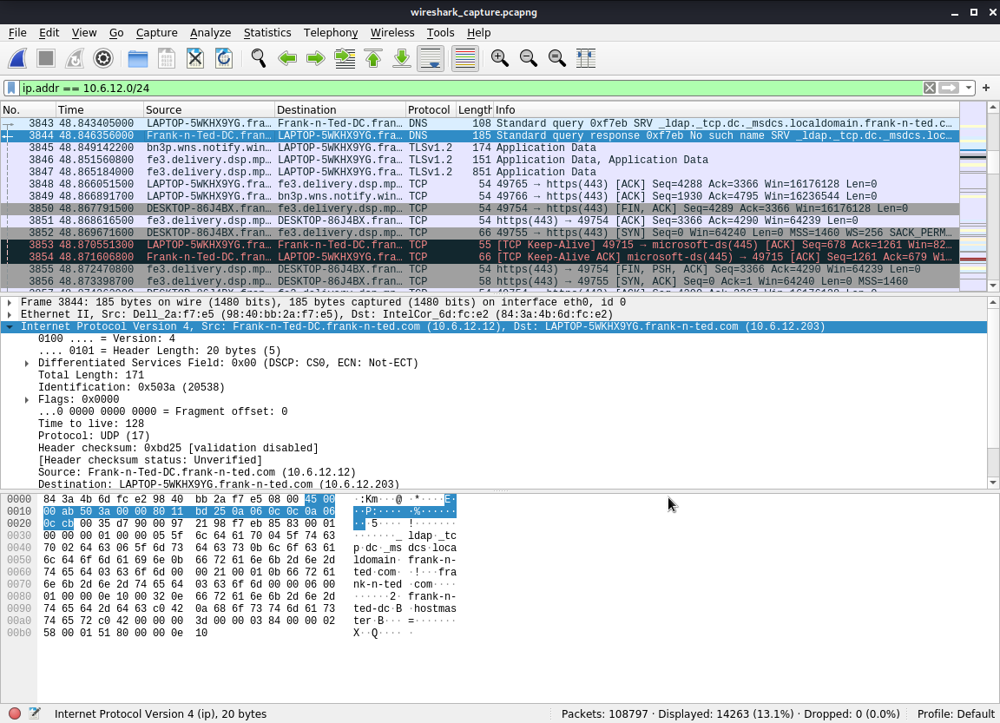 wireshark_capture.pcapng
File Edit View Go Capture Analyze Statistics Telephony Wireless Tools Help
ip.addr == 10.6.12.0/24
No. Time Source Destination Protocol Length Info
3843 48.843405000 LAPTOP-5WKHX9YG.fra… Frank-n-Ted-DC.fran… DNS 108 Standard query 0xf7eb SRV _ldap._tcp.dc._msdcs.localdomain.frank-n-ted.c…
3844 48.846356000 Frank-n-Ted-DC.fran… LAPTOP-5WKHX9YG.fra… DNS 185 Standard query response 0xf7eb No such name SRV _ldap._tcp.dc._msdcs.loc…
3845 48.849142200 bn3p.wns.notify.win… LAPTOP-5WKHX9YG.fra… TLSv1.2 174 Application Data
3846 48.851560800 fe3.delivery.dsp.mp… LAPTOP-5WKHX9YG.fra… TLSv1.2 151 Application Data, Application Data
3847 48.865184000 fe3.delivery.dsp.mp… LAPTOP-5WKHX9YG.fra… TLSv1.2 851 Application Data
3848 48.866051500 LAPTOP-5WKHX9YG.fra… fe3.delivery.dsp.mp… TCP 54 49765 → https(443) [ACK] Seq=4288 Ack=3366 Win=16176128 Len=0
3849 48.866891700 LAPTOP-5WKHX9YG.fra… bn3p.wns.notify.win… TCP 54 49766 → https(443) [ACK] Seq=1930 Ack=4795 Win=16236544 Len=0
3850 48.867791500 DESKTOP-86J4BX.fran… fe3.delivery.dsp.mp… TCP 54 49754 → https(443) [FIN, ACK] Seq=4289 Ack=3366 Win=16176128 Len=0
3851 48.868616500 fe3.delivery.dsp.mp… DESKTOP-86J4BX.fran… TCP 54 https(443) → 49754 [ACK] Seq=3366 Ack=4290 Win=64239 Len=0
3852 48.869671600 DESKTOP-86J4BX.fran… fe3.delivery.dsp.mp… TCP 66 49755 → https(443) [SYN] Seq=0 Win=64240 Len=0 MSS=1460 WS=256 SACK_PERM…
3853 48.870551300 LAPTOP-5WKHX9YG.fra… Frank-n-Ted-DC.fran… TCP 55 [TCP Keep-Alive] 49715 → microsoft-ds(445) [ACK] Seq=678 Ack=1261 Win=82…
3854 48.871606800 Frank-n-Ted-DC.fran… LAPTOP-5WKHX9YG.fra… TCP 66 [TCP Keep-Alive ACK] microsoft-ds(445) → 49715 [ACK] Seq=1261 Ack=679 Wi…
3855 48.872470800 fe3.delivery.dsp.mp… DESKTOP-86J4BX.fran… TCP 54 https(443) → 49754 [FIN, PSH, ACK] Seq=3366 Ack=4290 Win=64239 Len=0
3856 48.873398700 fe3.delivery.dsp.mp… DESKTOP-86J4BX.fran… TCP 58 https(443) → 49755 [SYN, ACK] Seq=0 Ack=1 Win=64240 Len=0 MSS=1460
Frame 3844: 185 bytes on wire (1480 bits), 185 bytes captured (1480 bits) on interface eth0, id 0
Ethernet II, Src: Dell_2a:f7:e5 (98:40:bb:2a:f7:e5), Dst: IntelCor_6d:fc:e2 (84:3a:4b:6d:fc:e2)
Internet Protocol Version 4, Src: Frank-n-Ted-DC.frank-n-ted.com (10.6.12.12), Dst: LAPTOP-5WKHX9YG.frank-n-ted.com (10.6.12.203)
0100 .... = Version: 4
.... 0101 = Header Length: 20 bytes (5)
Differentiated Services Field: 0x00 (DSCP: CS0, ECN: Not-ECT)
Total Length: 171
Identification: 0x503a (20538)
Flags: 0x0000
...0 0000 0000 0000 = Fragment offset: 0
Time to live: 128
Protocol: UDP (17)
Header checksum: 0xbd25 [validation disabled]
[Header checksum status: Unverified]
Source: Frank-n-Ted-DC.frank-n-ted.com (10.6.12.12)
Destination: LAPTOP-5WKHX9YG.frank-n-ted.com (10.6.12.203)
0000 84 3a 4b 6d fc e2 98 40 bb 2a f7 e5 08 00 45 00 ·:Km···@ ·*····E·
0010 00 ab 50 3a 00 00 80 11 bd 25 0a 06 0c 0c 0a 06 ··P:···· ·%······
0020 0c cb 00 35 d7 90 00 97 21 98 f7 eb 85 83 00 01 ···5···· !·······
0030 00 00 00 01 00 00 05 5f 6c 64 61 70 04 5f 74 63 ·······_ ldap·_tc
0040 70 02 64 63 06 5f 6d 73 64 63 73 0b 6c 6f 63 61 p·dc·_ms dcs·loca
0050 6c 64 6f 6d 61 69 6e 0b 66 72 61 6e 6b 2d 6e 2d ldomain· frank-n-
0060 74 65 64 03 63 6f 6d 00 00 21 00 01 0b 66 72 61 ted·com· ·!···fra
0070 6e 6b 2d 6e 2d 74 65 64 03 63 6f 6d 00 00 06 00 nk-n-ted ·com····
0080 01 00 00 0e 10 00 32 0e 66 72 61 6e 6b 2d 6e 2d ······2· frank-n-
0090 74 65 64 2d 64 63 c0 42 0a 68 6f 73 74 6d 61 73 ted-dc·B ·hostmas
00a0 74 65 72 c0 42 00 00 00 3d 00 00 03 84 00 00 02 ter·B··· =·······
00b0 58 00 01 51 80 00 00 0e 10 X··Q···· ·
Internet Protocol Version 4 (ip), 20 bytes Packets: 108797 · Displayed: 14263 (13.1%) · Dropped: 0 (0.0%) Profile: Default